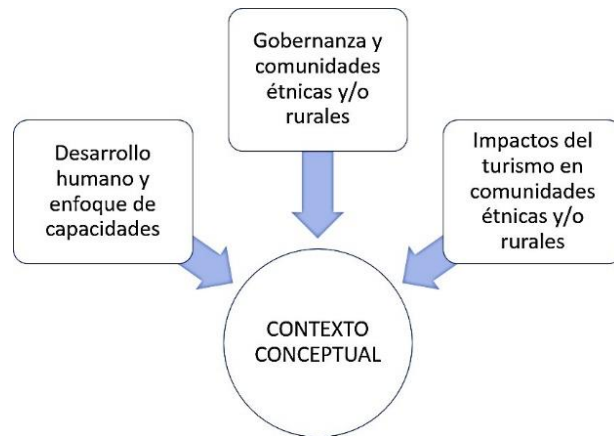 Gobernanza y
comunidades
étnicas y/o
rurales
Desarrollo
humano y
enfoque de
capacidades
Impactos del
turismo en
comunidades
étnicas y/o
rurales
CONTEXTO
CONCEPTUAL